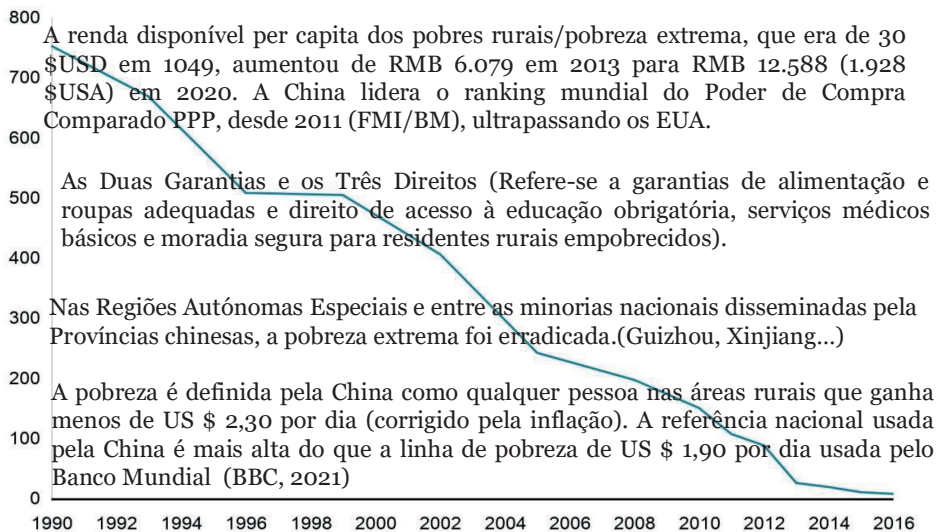 800
A renda disponível per capita dos pobres rurais/pobreza extrema, que era de 30
700
$USD em 1049, aumentou de RMB 6.079 em 2013 para RMB 12.588 (1.928
$USA) em 2020. A China lidera o ranking mundial do Poder de Compra
600
Comparado PPP, desde 2011 (FMI/BM), ultrapassando os EUA.
500
As Duas Garantias e os Três Direitos (Refere-se a garantias de alimentação e
roupas adequadas e direito de acesso à educação obrigatória, serviços médicos
400
básicos e moradia segura para residentes rurais empobrecidos).
300
Nas Regiões Autónomas Especiais e entre as minorias nacionais disseminadas pela
Províncias chinesas, a pobreza extrema foi erradicada.(Guizhou, Xinjiang...)
200
A pobreza é definida pela China como qualquer pessoa nas áreas rurais que ganha
menos de US $ 2,30 por dia (corrigido pela inflação). A referência nacional usada
100
pela China é mais alta do que a linha de pobreza de US $ 1,90 por dia usada pelo
Banco Mundial (BBC, 2021)
0
1990 1992 1994 1996 1998 2000 2002 2004 2006 2008 2010 2012 2014 2016